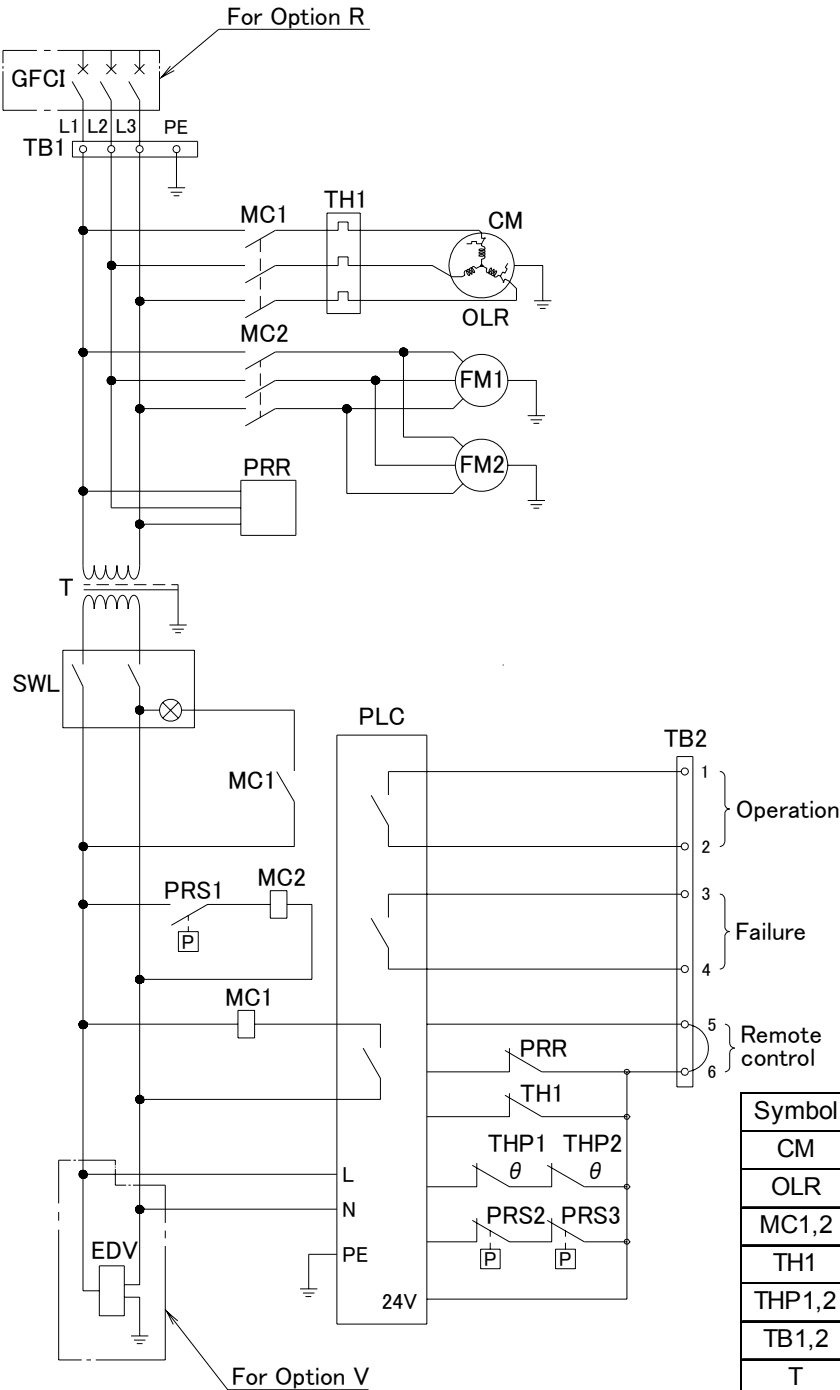 For Option R
GFCI
L1 L2 L3 PE
TB1
MC1 TH1 CM
OLR
MC2
FM1
FM2
PRR
T
SWL
PLC
TB2
MC1
1
Operation
2
PRS1 MC2
P
3
Failure
4
MC1
5
Remote
control
6
PRR
TH1
THP1 THP2
θ θ
L
N
PRS2 PRS3
P P
EDV
PE
24V
For Option V
Symbol
CM
OLR
MC1,2
TH1
THP1,2
TB1,2
T